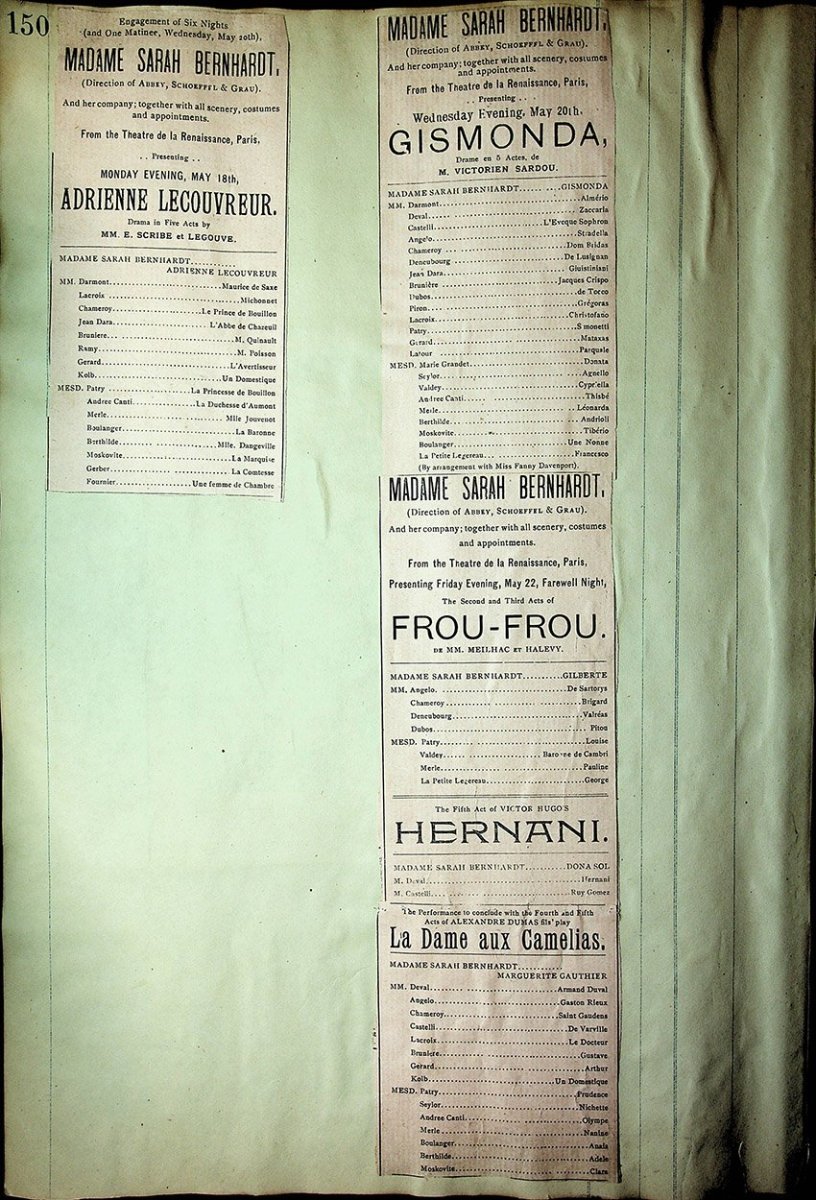 150
Engagement of Six Nights
(and One Matinee, Wednesday, May 20th),
MADAME SARAH BERNHARDT,
(Direction of ABBEY, SCHOEFFL & GRAU).
And her company; together with all scenery, costumes
and appointments.
From the Theatre de la Renaissance, Paris,
. . Presenting . .
MONDAY EVENING, MAY 18th,
ADRIENNE LECOUVREUR.
Drama in Five Acts by
MM. E. SCRIBE et LEGOUVE.
MADAME SARAH BERNHARDT..........
ADRIENNE LECOUVREUR
MM. Darmont..........Maurice de Saxe
Lacroix ..........Michonnet
Chameroy..........Le Prince de Bouillon
Jean Dara..........L'Abbe de Chazeuil
Bruniere..........M. Quinault
Ramy..........M. Poisson
Gerard..........L'Avertisseur
Kolb..........Un Domestique
MESD. Patry ..........La Princesse de Bouillon
Andree Canti..........La Duchesse d'Aumont
Merle..........Mlle Jouvenot
Boulanger..........La Baronne
Berthilde..........Mlle. Dangeville
Moskovite..........La Marquise
Gerber..........La Comtesse
Fournier..........Une femme de Chambre
MADAME SARAH BERNHARDT,
(Direction of ABBEY, SCHOEFFL & GRAU).
And her company; together with all scenery, costumes
and appointments.
From the Theatre de la Renaissance, Paris,
. . Presenting . .
Wednesday Evening, May 20th,
GISMONDA,
Drame en 5 Actes, de
M. VICTORIEN SARDOU.
MADAME SARAH BERNHARDT..........GISMONDA
MM. Darmont..........Almério
Deval..........Zaccaria
Castelli..........L'Eveque Sophron
Angelo..........Stradella
Chameroy..........Dom Bridas
Deneubourg..........De Lusignan
Jean Dara..........Giustiniani
Brunière..........Jacques Crispo
Dubos..........de Tocco
Piron..........Grégoras
Lacroix..........Christofano
Patry..........Simonetti
Gerard..........Mataxas
Latour ..........Pasquale
MESD. Marie Grandet..........Donata
Seylor..........Agnello
Valdey..........Cypriella
Andree Canti..........Thisbé
Merle..........Léonarda
Berthilde..........Andrioli
Moskovite..........Tibério
Boulanger..........Une Nonne
La Petite Legereau..........Francesco
(By arrangement with Miss Fanny Davenport).
MADAME SARAH BERNHARDT,
(Direction of ABBEY, SCHOEFFEL & GRAU).
And her company; together with all scenery, costumes
and appointments.
From the Theatre de la Renaissance, Paris,
Presenting Friday Evening, May 22, Farewell Night,
The Second and Third Acts of
FROU-FROU.
DE MM. MEILHAC ET HALEVY.
MADAME SARAH BERNHARDT..........GILBERTE
MM. Angelo..........De Sartorys
Chameroy..........Brigard
Deneubourg..........Valréas
Dubos..........Pitou
MESD. Patry..........Louise
Valdey..........Baronne de Cambri
Merle..........Pauline
La Petite Legereau..........George
The Fifth Act of VICTOR HUGO'S
HERNANI.
MADAME SARAH BERNHARDT..........DONA SOL
M. Deval..........Hernani
M. Castelli..........Ruy Gomez
The Performance to conclude with the Fourth and Fifth
Acts of ALEXANDRE DUMAS fils' play
La Dame aux Camelias.
MADAME SARAH BERNHARDT..........
MARGUERITE GAUTHIER
MM. Deval..........Armand Duval
Angelo..........Gaston Rieux
Chameroy..........Saint Gaudens
Castelli..........De Varville
Lacroix..........Le Docteur
Bruniere..........Gustave
Gerard..........Arthur
Kolb..........Un Domestique
MESD. Patry..........Prudence
Seylor..........Nichette
Andree Canti..........Olympe
Merle..........Nanine
Boulanger..........Anais
Berthilde..........Adele
Moskovite..........Clara